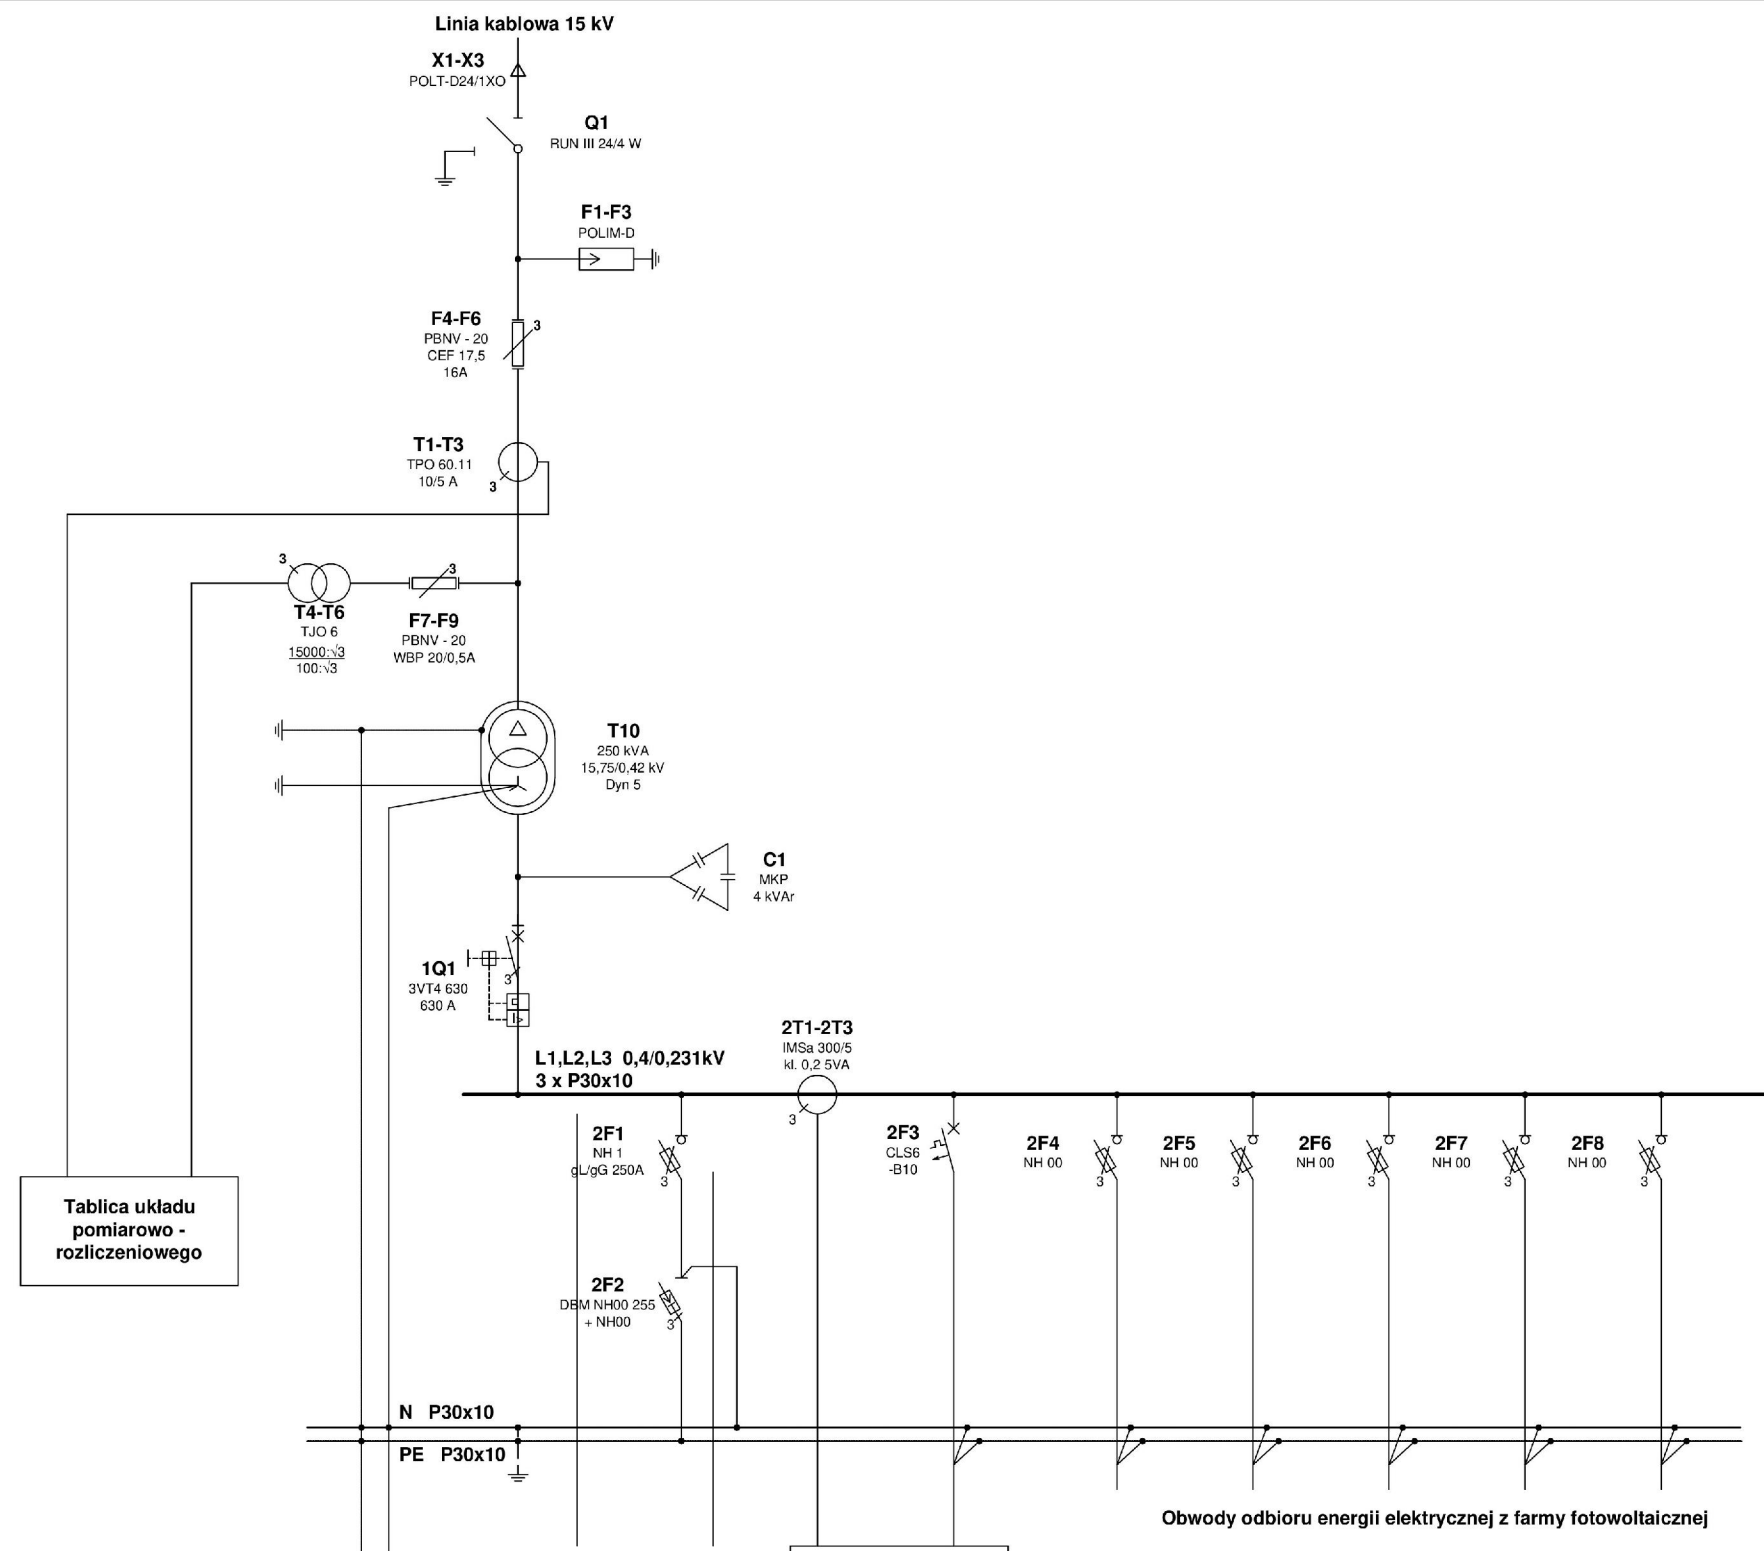 Linia kablowa 15 kV
X1-X3
POLT-D24/1XO
Q1
RUN III 24/4 W
F1-F3
POLIM-D
F4-F6
PBNV - 20
CEF 17,5
16A
3
T1-T3
TPO 60.11
10/5 A
3
3
T4-T6
TJO 6
15000:√3
100:√3
3
F7-F9
PBNV - 20
WBP 20/0,5A
T10
250 kVA
15,75/0,42 kV
Dyn 5
C1
MKP
4 kVAr
1Q1
3VT4 630
630 A
3
L1,L2,L3 0,4/0,231kV
3 x P30x10
2T1-2T3
IMSa 300/5
kl. 0,2 5VA
3
2F1
NH 1
gL/gG 250A
3
2F3
CLS6
-B10
2F4
NH 00
3
2F5
NH 00
3
2F6
NH 00
3
2F7
NH 00
3
2F8
NH 00
3
Tablica układu
pomiarowo -
rozliczeniowego
2F2
DBM NH00 255
+ NH00
3
N P30x10
PE P30x10
Obwody odbioru energii elektrycznej z farmy fotowoltaicznej